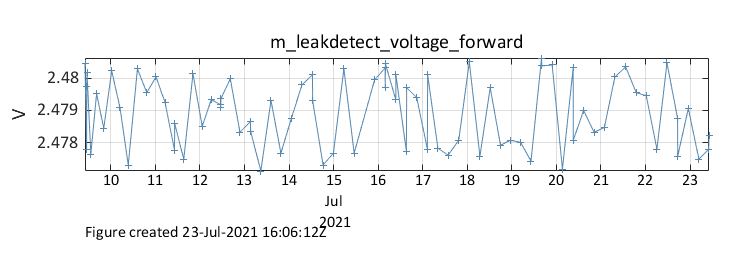 m_leakdetect_voltage_forward
2.48
2.479
2.478
V
10 11 12 13 14 15 16 17 18 19 20 21 22 23
Jul
2021
Figure created 23-Jul-2021 16:06:12Z